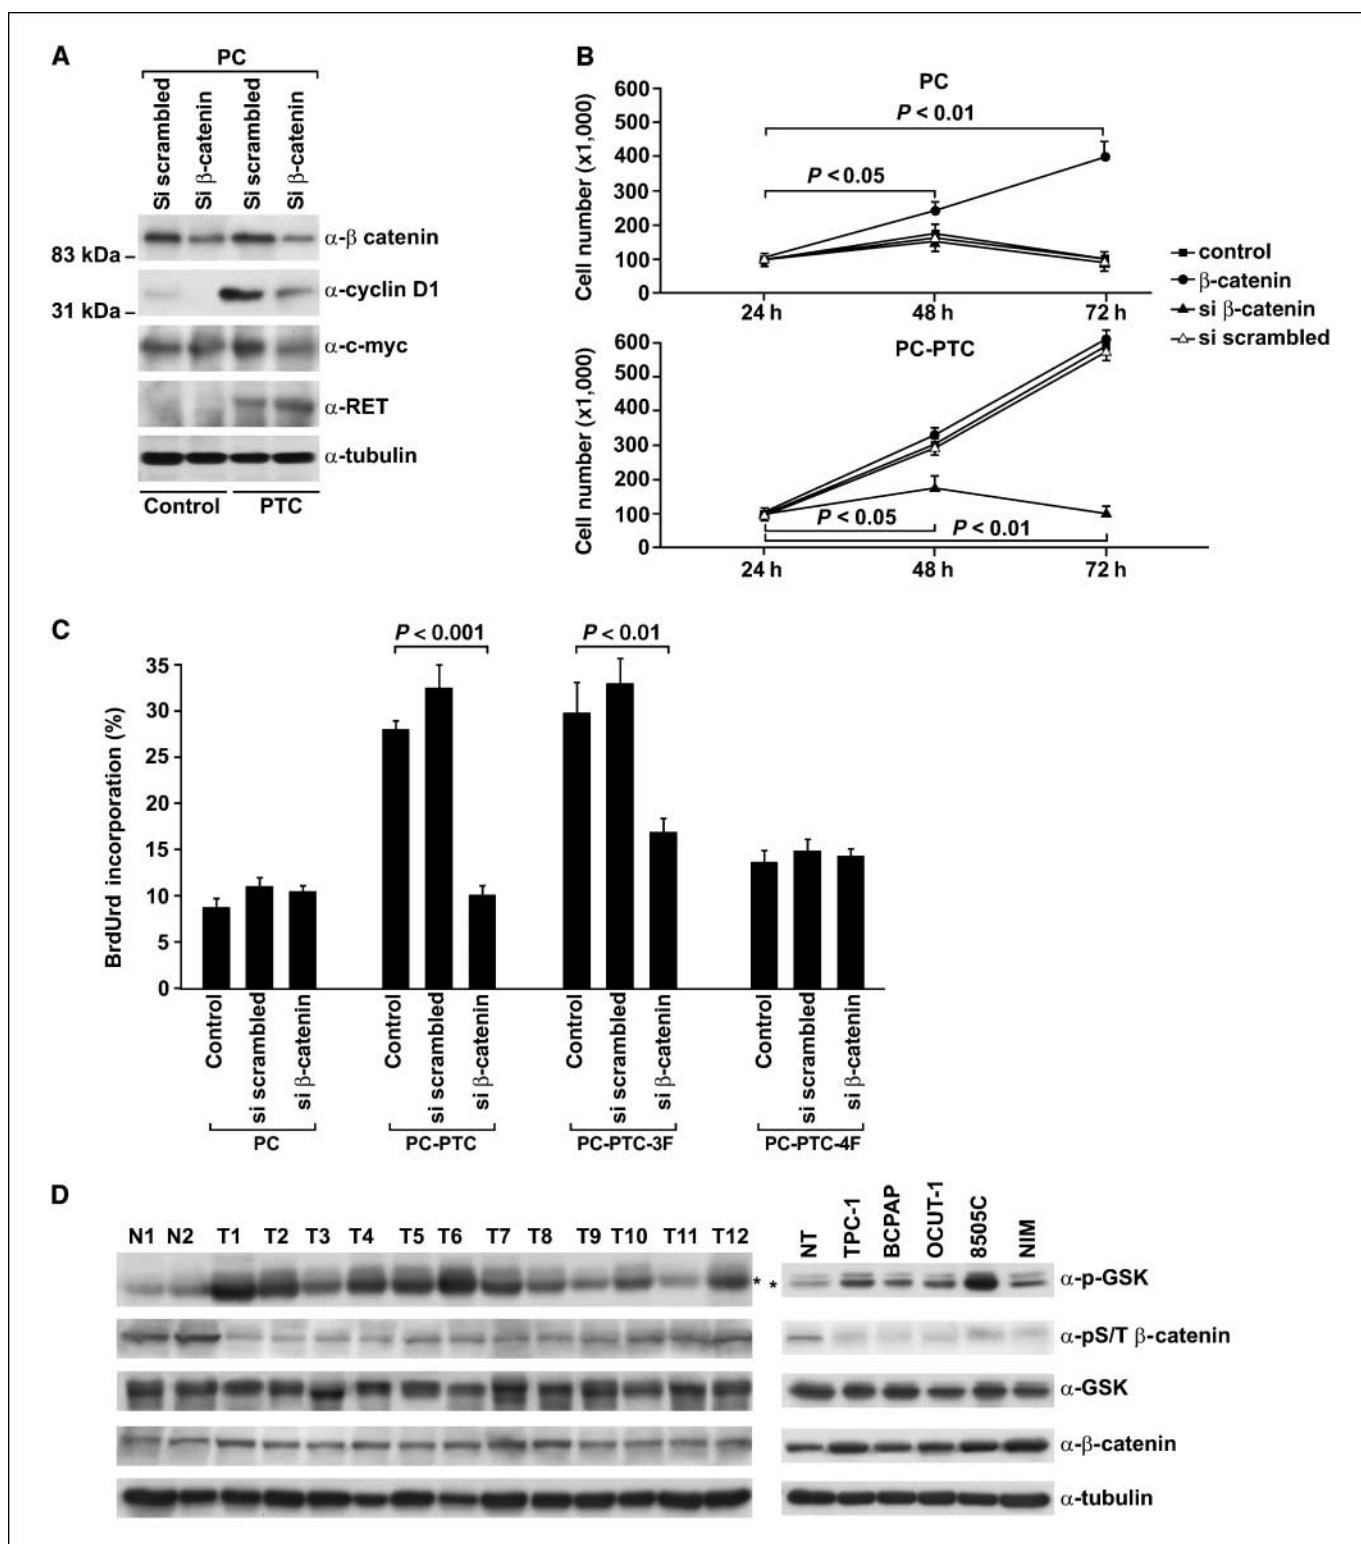 A
PC
Si scrambled
Si β-catenin
Si scrambled
Si β-catenin
α-β catenin
83 kDa
α-cyclin D1
31 kDa
α-c-myc
α-RET
α-tubulin
Control PTC
B
PC
Cell number (x1,000)
600
500
400
300
200
100
0
P < 0.01
P < 0.05
24 h 48 h 72 h
control
β-catenin
si β-catenin
si scrambled
PC-PTC
Cell number (x1,000)
600
500
400
300
200
100
0
P < 0.05
P < 0.01
24 h 48 h 72 h
C
BrdUrd incorporation (%)
35
30
25
20
15
10
5
0
P < 0.001
P < 0.01
Control
si scrambled
si β-catenin
Control
si scrambled
si β-catenin
Control
si scrambled
si β-catenin
Control
si scrambled
si β-catenin
PC PC-PTC PC-PTC-3F PC-PTC-4F
D
N1 N2 T1 T2 T3 T4 T5 T6 T7 T8 T9 T10 T11 T12
NT
TPC-1
BCPAP
OCUT-1
8505C
NIM
* *
α-p-GSK
α-pS/T β-catenin
α-GSK
α-β-catenin
α-tubulin